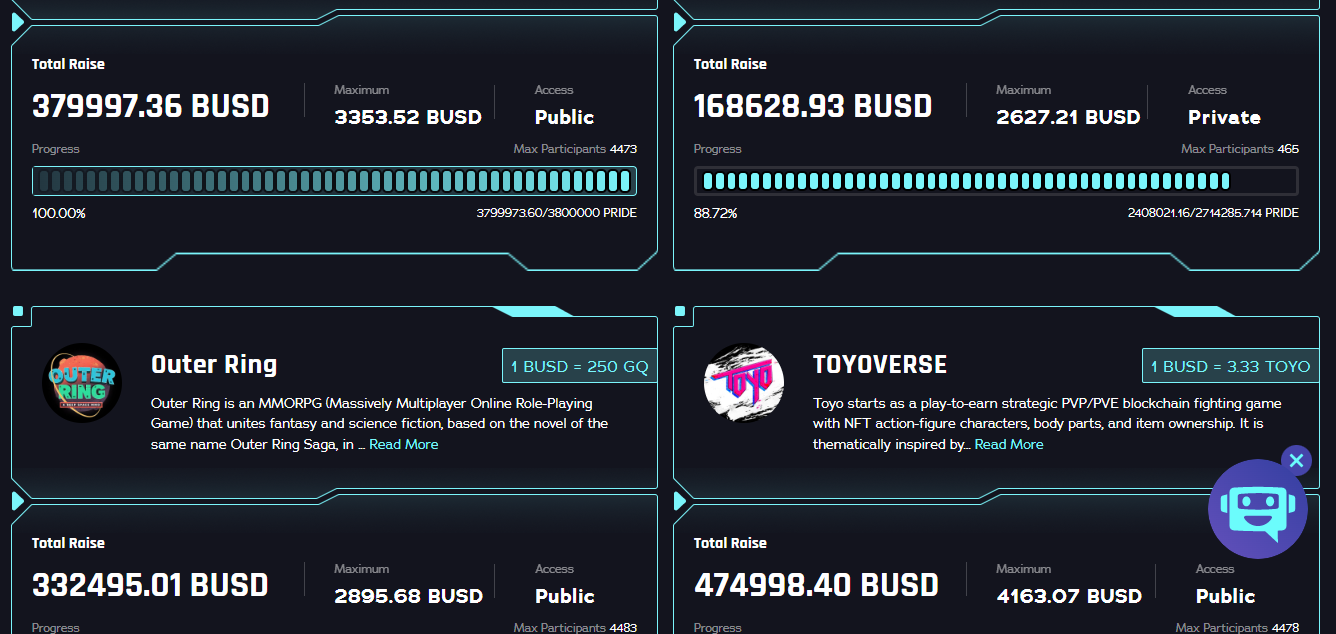 Total Raise
379997.36 BUSD
Maximum
3353.52 BUSD
Access
Public
Progress
Max Participants 4473
100.00%
3799973.60/3800000 PRIDE
Total Raise
168628.93 BUSD
Maximum
2627.21 BUSD
Access
Private
Progress
Max Participants 465
88.72%
2408021.16/2714285.714 PRIDE
OUTER
RING
Outer Ring
1 BUSD = 250 GQ
Outer Ring is an MMORPG (Massively Multiplayer Online Role-Playing
Game) that unites fantasy and science fiction, based on the novel of the
same name Outer Ring Saga, in ... Read More
TOYO
TOYOVERSE
1 BUSD = 3.33 TOYO
Toyo starts as a play-to-earn strategic PVP/PVE blockchain fighting game
with NFT action-figure characters, body parts, and item ownership. It is
thematically inspired by... Read More
Total Raise
332495.01 BUSD
Maximum
2895.68 BUSD
Access
Public
Progress
Max Participants 4483
Total Raise
474998.40 BUSD
Maximum
4163.07 BUSD
Access
Public
Progress
Max Participants 4478